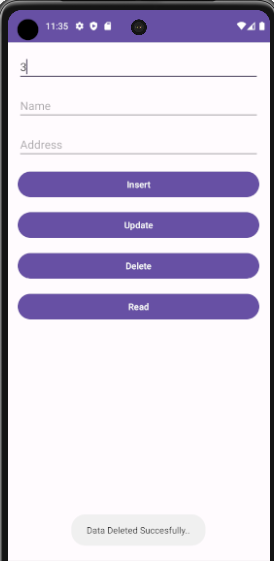 11:35
3
Name
Address
Insert
Update
Delete
Read
Data Deleted Succesfully..